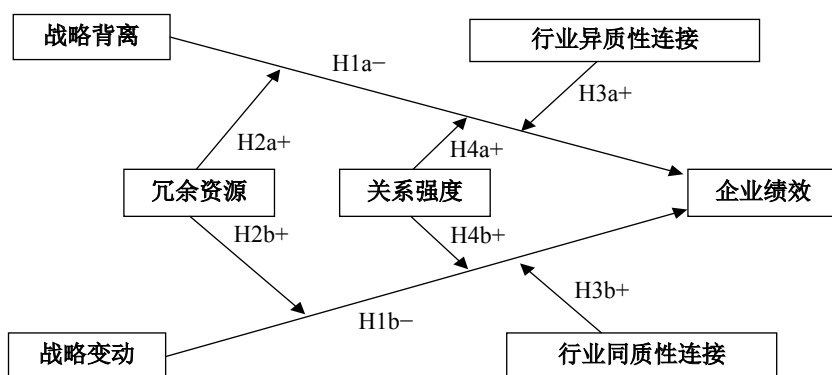 战略背离
行业异质性连接
H1a−
H3a+
H2a+
H4a+
冗余资源
关系强度
企业绩效
H2b+
H4b+
H3b+
H1b−
战略变动
行业同质性连接